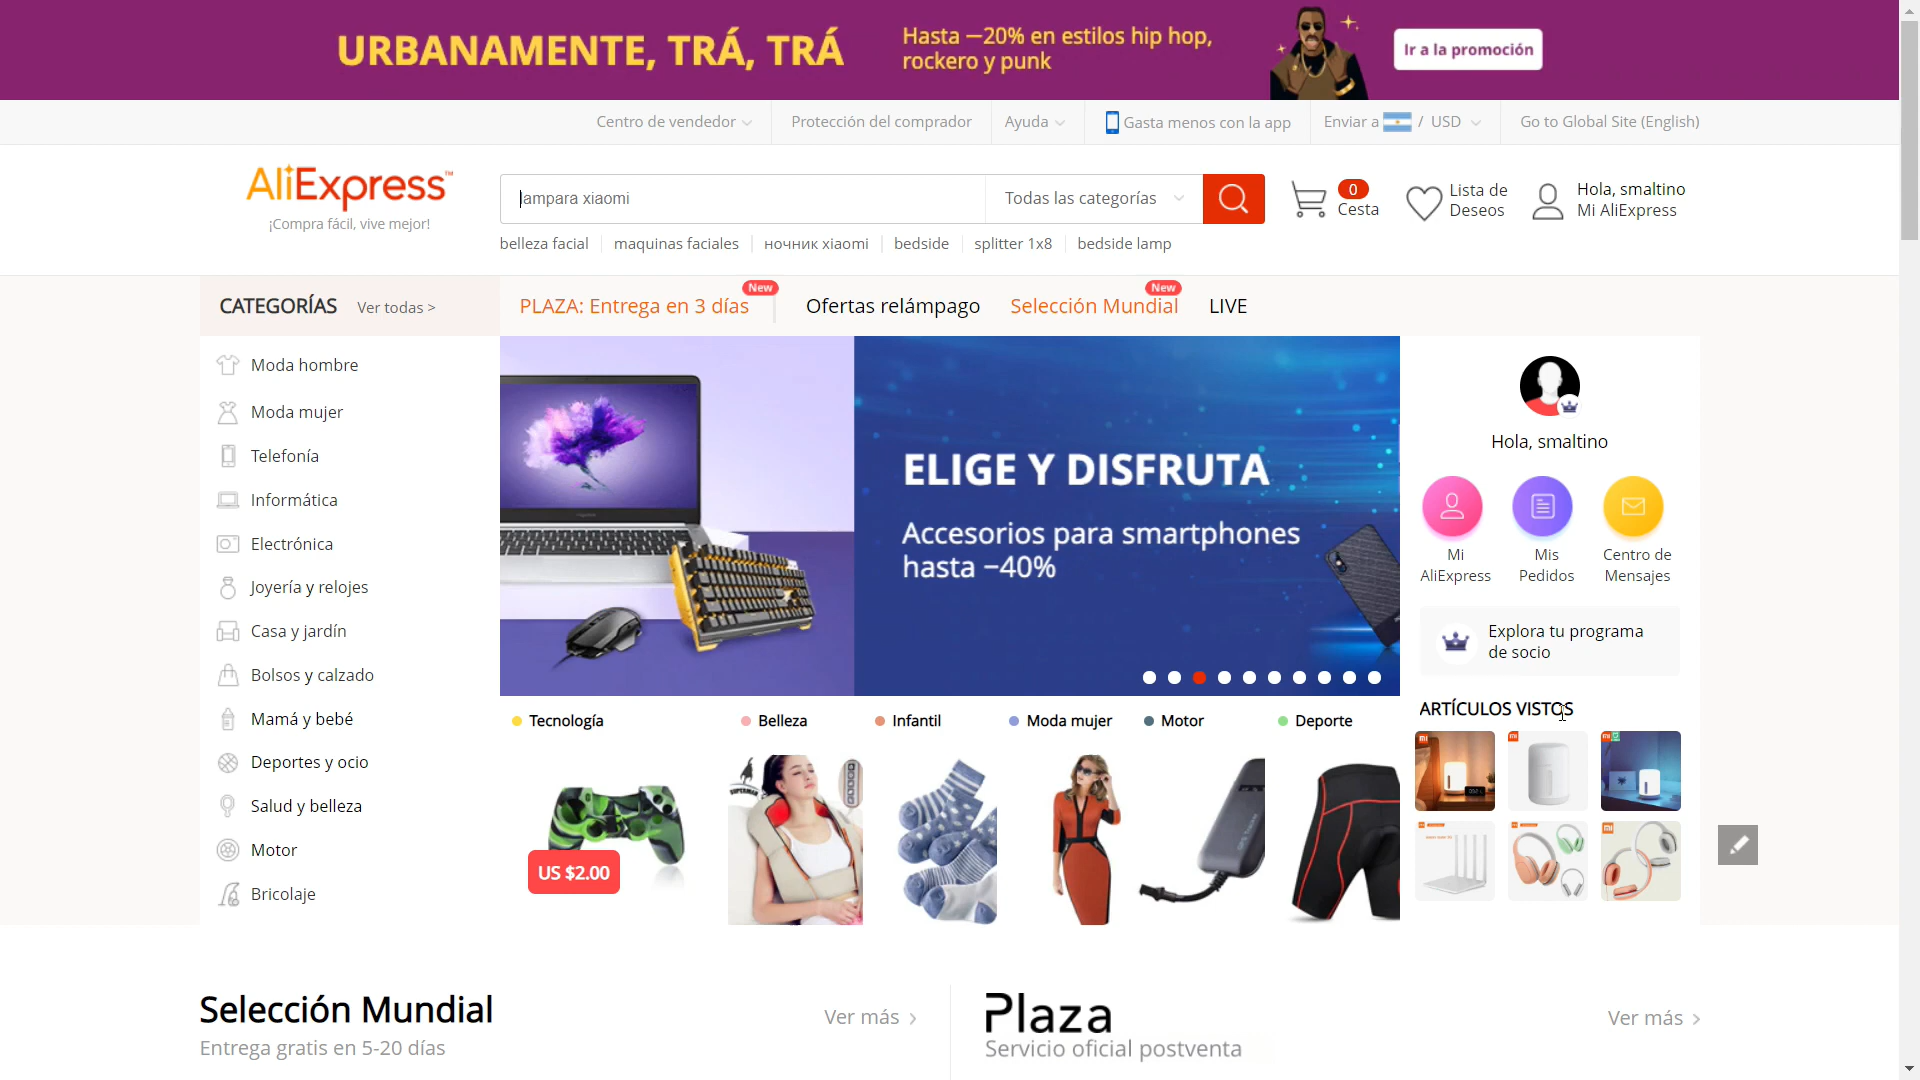 URBANAMENTE, TRÁ, TRÁ
Hasta −20% en estilos hip hop,
rockero y punk
Ir a la promoción
Centro de vendedor
Protección del comprador
Ayuda
Gasta menos con la app
Enviar a / USD
Go to Global Site (English)
AliExpress™
¡Compra fácil, vive mejor!
lampara xiaomi
Todas las categorías
0
Cesta
Lista de
Deseos
Hola, smaltino
Mi AliExpress
belleza facial
maquinas faciales
ночник xiaomi
bedside
splitter 1x8
bedside lamp
CATEGORÍAS
Ver todas >
PLAZA: Entrega en 3 días
New
Ofertas relámpago
Selección Mundial
New
LIVE
Moda hombre
Moda mujer
Telefonía
Informática
Electrónica
Joyería y relojes
Casa y jardín
Bolsos y calzado
Mamá y bebé
Deportes y ocio
Salud y belleza
Motor
Bricolaje
ELIGE Y DISFRUTA
Accesorios para smartphones
hasta −40%
Hola, smaltino
Mi
AliExpress
Mis
Pedidos
Centro de
Mensajes
Explora tu programa
de socio
ARTÍCULOS VISTOS
Tecnología
Belleza
Infantil
Moda mujer
Motor
Deporte
US $2.00
SUPERMAM
Selección Mundial
Entrega gratis en 5-20 días
Ver más >
Plaza
Servicio oficial postventa
Ver más >